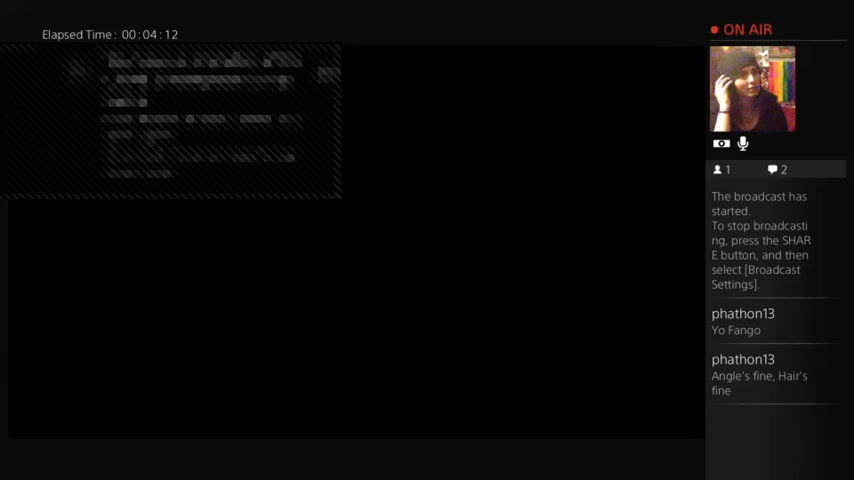 Elapsed Time: 00:04:12
ON AIR
1
2
The broadcast has
started.
To stop broadcasti
ng, press the SHAR
E button, and then
select [Broadcast
Settings].
phathon13
Yo Fango
phathon13
Angle's fine, Hair's
fine